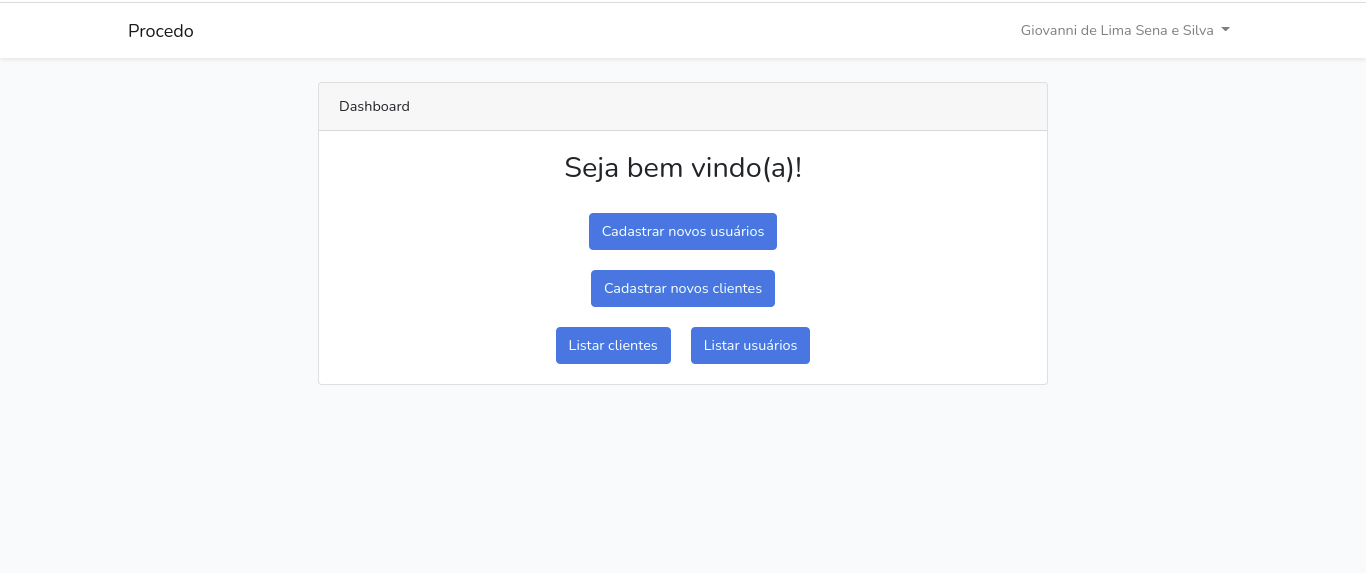 Procedo
Giovanni de Lima Sena e Silva
Dashboard
Seja bem vindo(a)!
Cadastrar novos usuários
Cadastrar novos clientes
Listar clientes Listar usuários